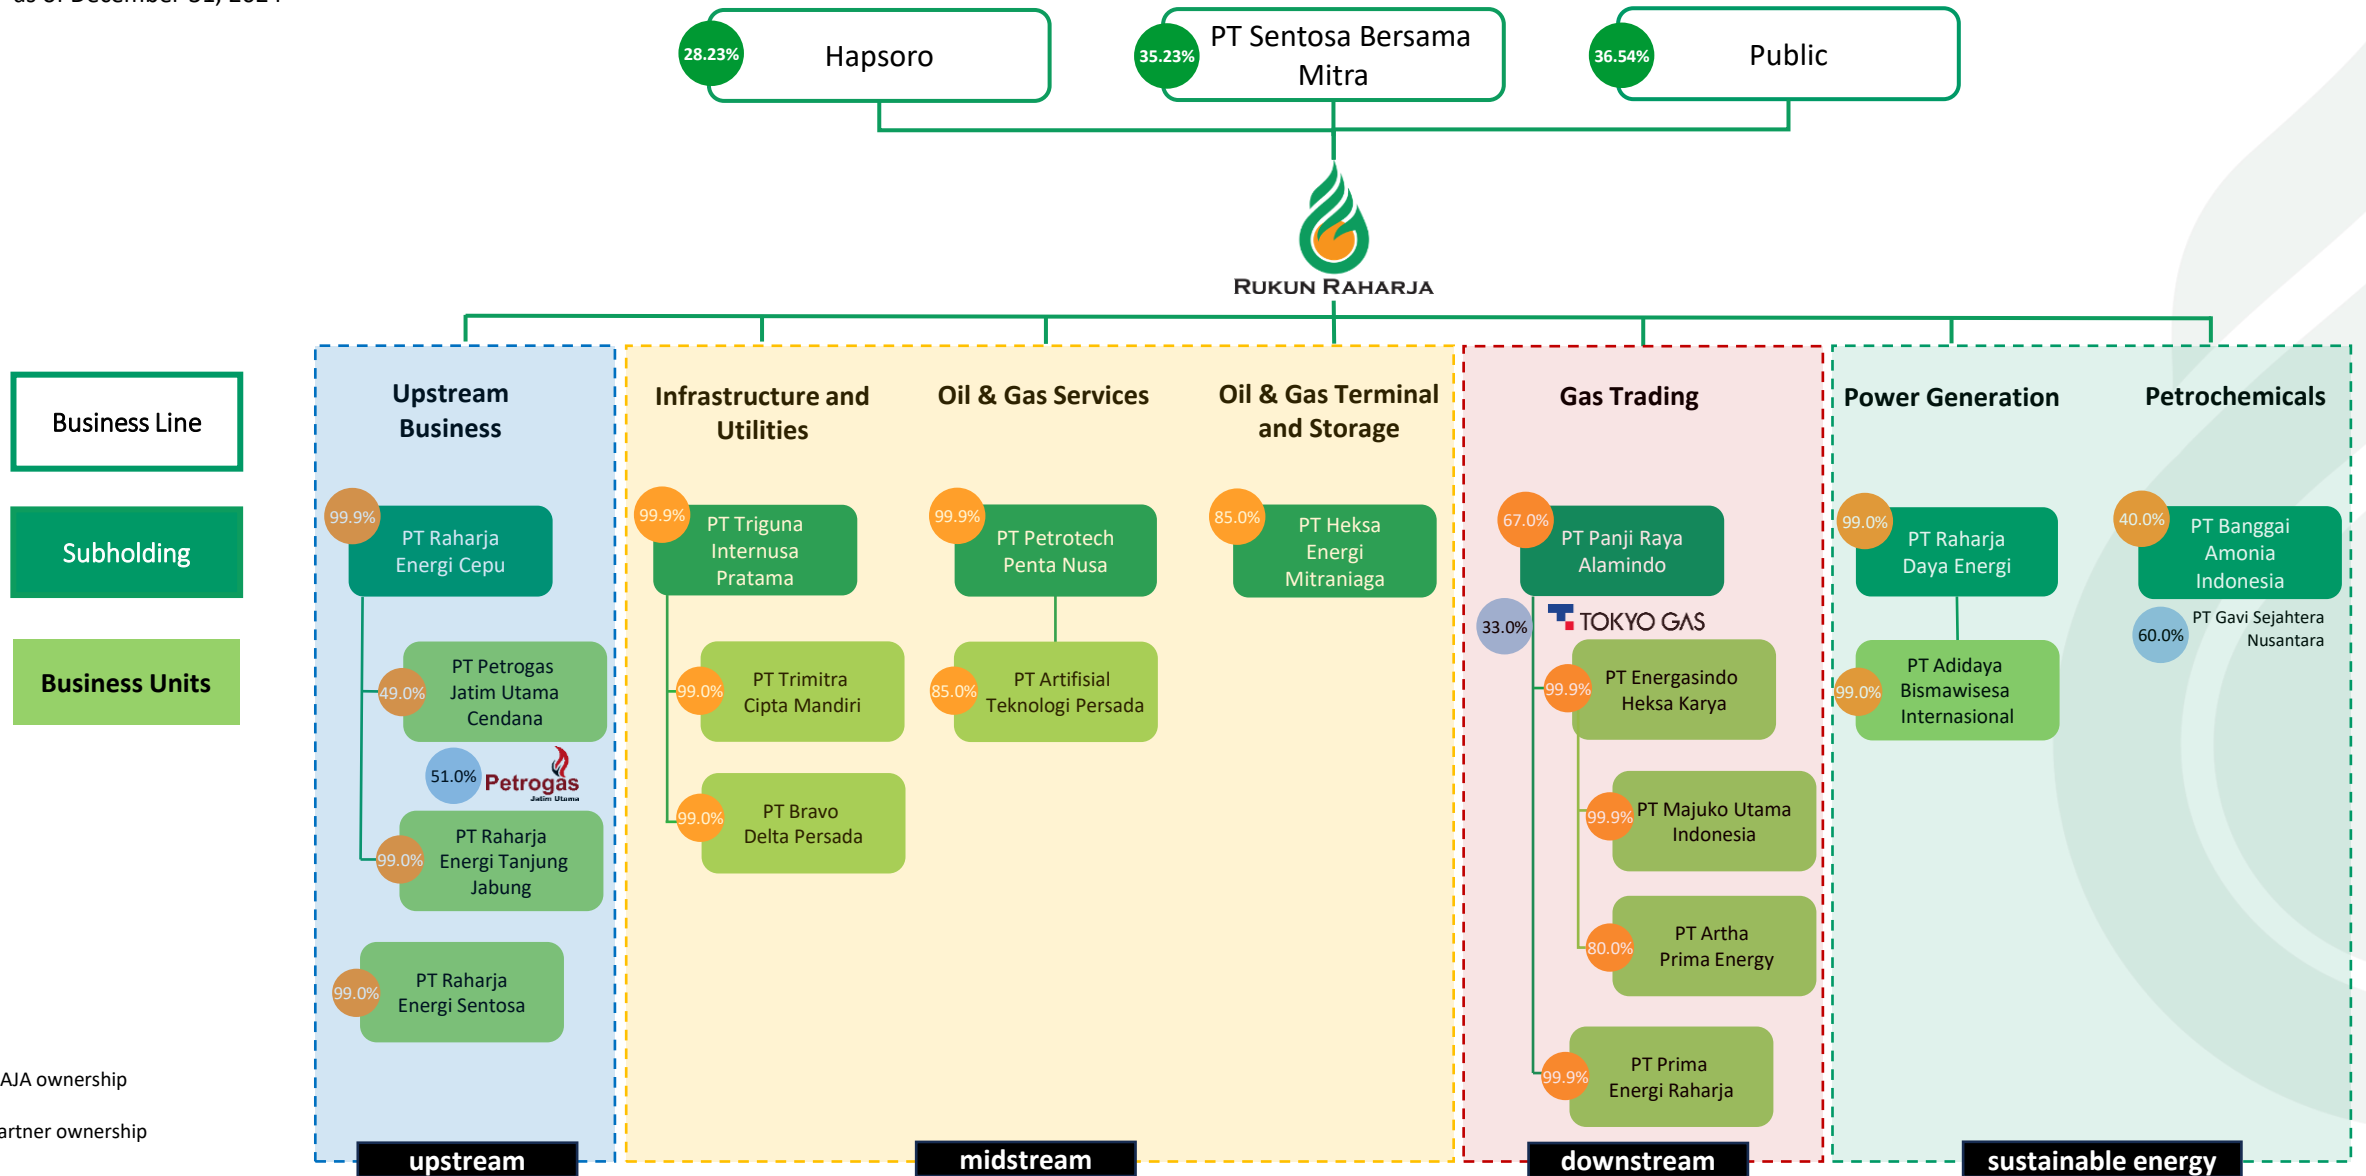 28.23%
Hapsoro
35.23%
PT Sentosa Bersama
Mitra
36.54%
Public
RUKUN RAHARJA
Business Line
Subholding
Business Units
Upstream
Business
99.9%
PT Raharja
Energi Cepu
49.0%
PT Petrogas
Jatim Utama
Cendana
51.0%
Petrogas
Jatim Utama
99.0%
PT Raharja
Energi Tanjung
Jabung
99.0%
PT Raharja
Energi Sentosa
upstream
Infrastructure and
Utilities
99.9%
PT Triguna
Internusa
Pratama
99.0%
PT Trimitra
Cipta Mandiri
99.0%
PT Bravo
Delta Persada
Oil & Gas Services
99.9%
PT Petrotech
Penta Nusa
85.0%
PT Artifisial
Teknologi Persada
Oil & Gas Terminal
and Storage
85.0%
PT Heksa
Energi
Mitraniaga
midstream
Gas Trading
67.0%
PT Panji Raya
Alamindo
33.0%
TOKYO GAS
99.9%
PT Energasindo
Heksa Karya
99.9%
PT Majuko Utama
Indonesia
80.0%
PT Artha
Prima Energy
99.9%
PT Prima
Energi Raharja
downstream
Power Generation
99.0%
PT Raharja
Daya Energi
99.0%
PT Adidaya
Bismawisesa
Internasional
Petrochemicals
40.0%
PT Banggai
Amonia
Indonesia
60.0%
PT Gavi Sejahtera
Nusantara
sustainable energy
AJA ownership
artner ownership